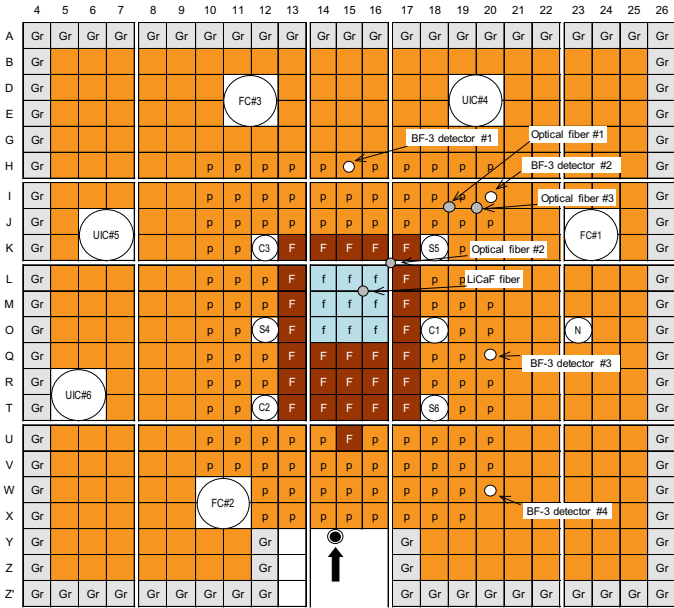 4 5 6 7 8 9 10 11 12 13 14 15 16 17 18 19 20 21 22 23 24 25 26
A Gr Gr Gr Gr Gr Gr Gr Gr Gr Gr Gr Gr Gr Gr Gr Gr Gr Gr Gr Gr Gr Gr Gr
B Gr Gr
D Gr Gr
FC#3 UIC#4
E Gr Gr
G Gr Gr
BF-3 detector #1
Optical fiber #1
H Gr p p p p p p p p p p Gr
BF-3 detector #2
I Gr p p p p p p p p p p Gr
Optical fiber #3
J Gr p p p p p p p p p p p Gr
UIC#5 FC#1
K Gr p p C3 F F F F F S5 p Gr
Optical fiber #2
L Gr p p p F f f f F p p Gr
LiCaF fiber
M Gr p p p F f f f F p p p Gr
O Gr p p S4 F f f f F C1 p p N Gr
Q Gr p p p F F F F F p p Gr
BF-3 detector #3
R Gr p p p F F F F F p p p Gr
UIC#6
T Gr p p C2 F F F F F S6 p p Gr
U Gr p p p p p F p p p p p Gr
V Gr p p p p p p p p p p p Gr
W Gr p p p p p p p p Gr
FC#2
BF-3 detector #4
X Gr p p p p p p p p Gr
Y Gr Gr Gr Gr
Z Gr Gr Gr Gr
Z' Gr Gr Gr Gr Gr Gr Gr Gr Gr Gr Gr Gr Gr Gr Gr Gr Gr Gr Gr